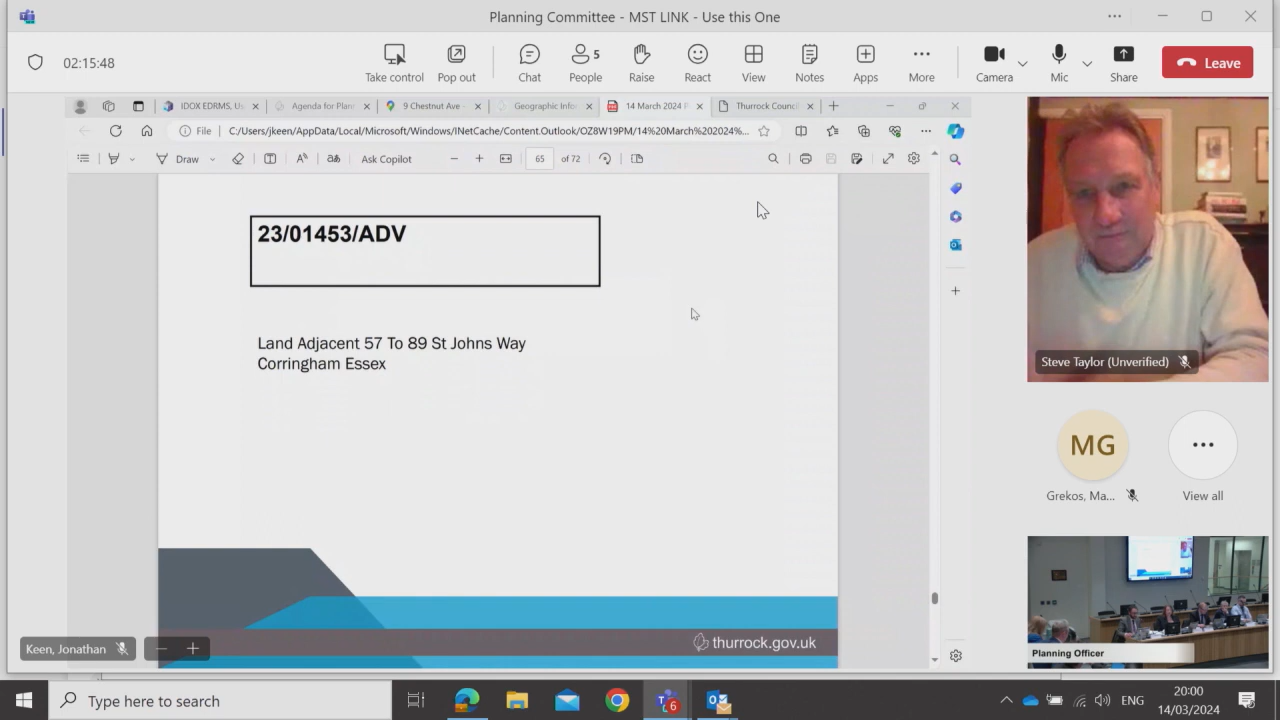 Planning Committee - MST LINK - Use this One
02:15:48
Take control
Pop out
Chat
5
People
Raise
React
View
Notes
Apps
More
Camera
Mic
Share
Leave
IDOX EDRMS, Us
Agenda for Plan
9 Chestnut Ave -
Geographic Infor
14 March 2024 P
Thurrock Counci
File
C:/Users/jkeen/AppData/Local/Microsoft/Windows/INetCache/Content.Outlook/OZ8W19PM/14%20March%202024%...
Draw
Ask Copilot
65
of 72
23/01453/ADV
Land Adjacent 57 To 89 St Johns Way
Corringham Essex
thurrock.gov.uk
Keen, Jonathan
Steve Taylor (Unverified)
MG
Grekos, Ma...
View all
Planning Officer
Type here to search
6
ENG
20:00
14/03/2024